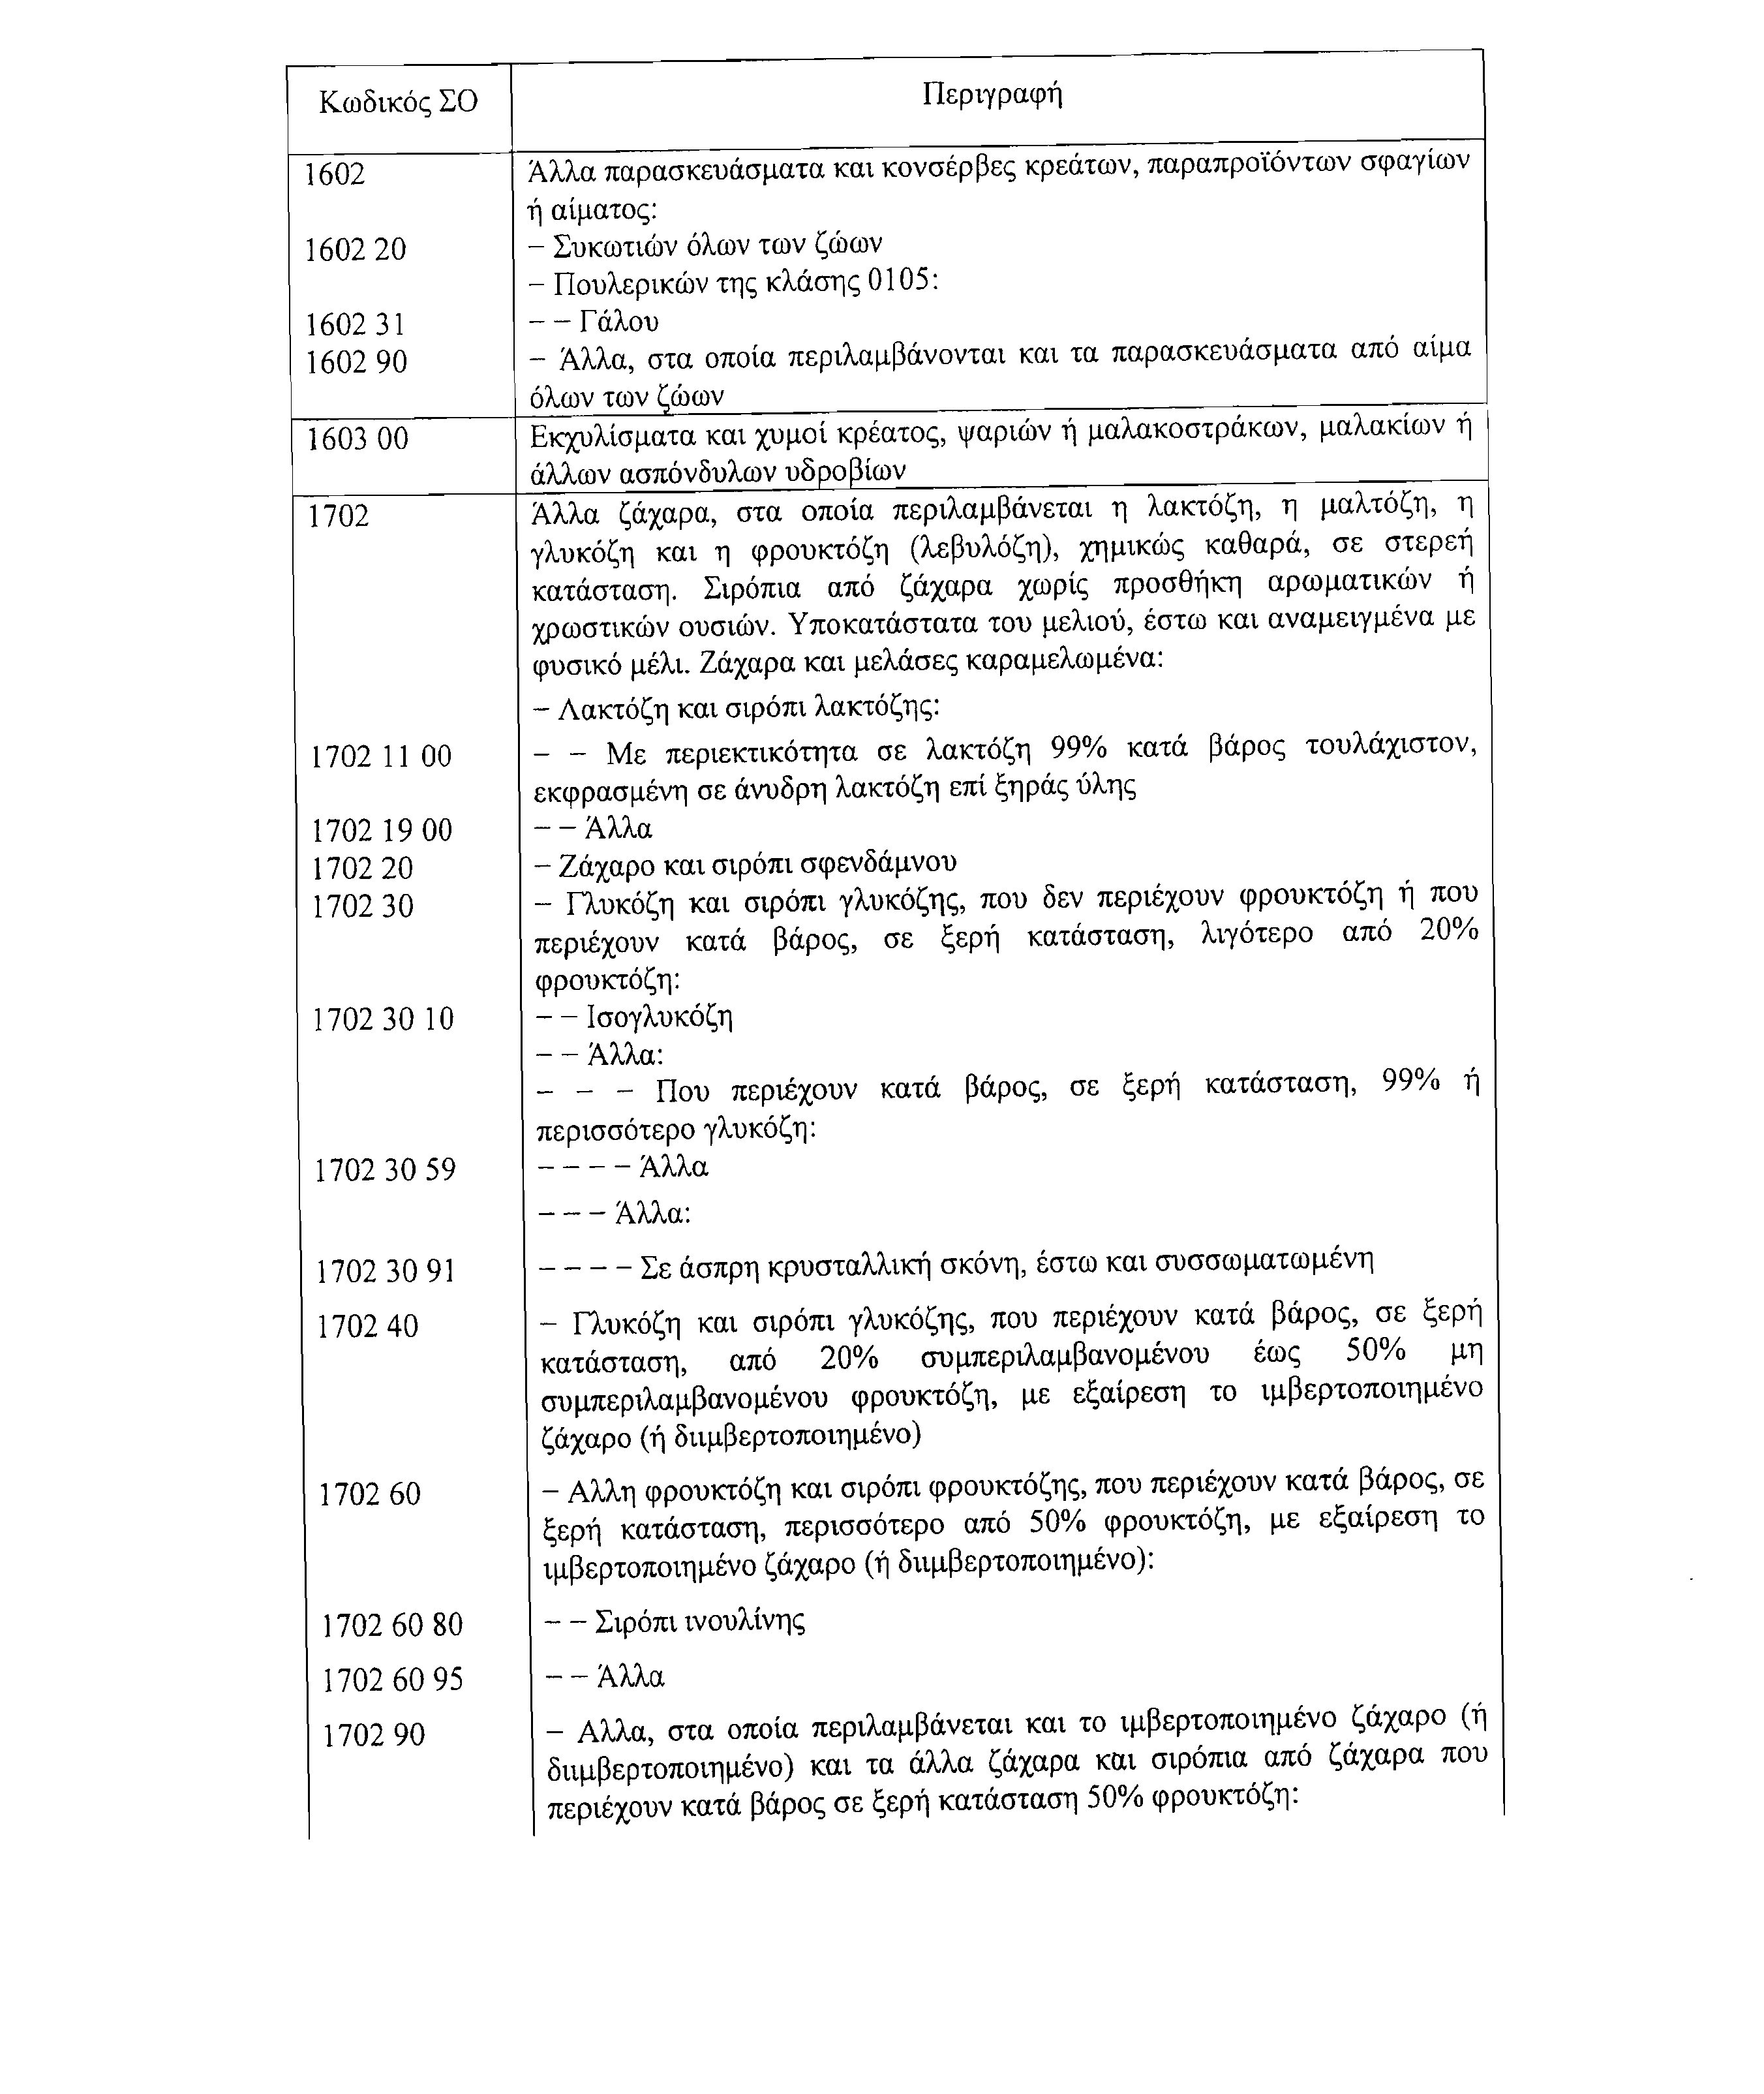 Κωδικός ΣΟ Περιγραφή
1602 Άλλα παρασκευάσματα και κονσέρβες κρεάτων, παραπροϊόντων σφαγίων
ή αίματος:
1602 20 – Συκωτιών όλων των ζώων
– Πουλερικών της κλάσης 0105:
1602 31 – – Γάλου
1602 90 – Άλλα, στα οποία περιλαμβάνονται και τα παρασκευάσματα από αίμα
όλων των ζώων
1603 00 Εκχυλίσματα και χυμοί κρέατος, ψαριών ή μαλακοστράκων, μαλακίων ή
άλλων ασπόνδυλων υδροβίων
1702 Άλλα ζάχαρα, στα οποία περιλαμβάνεται η λακτόζη, η μαλτόζη, η
γλυκόζη και η φρουκτόζη (λεβυλόζη), χημικώς καθαρά, σε στερεή
κατάσταση. Σιρόπια από ζάχαρα χωρίς προσθήκη αρωματικών ή
χρωστικών ουσιών. Υποκατάστατα του μελιού, έστω και αναμειγμένα με
φυσικό μέλι. Ζάχαρα και μελάσες καραμελωμένα:
– Λακτόζη και σιρόπι λακτόζης:
1702 11 00 – – Με περιεκτικότητα σε λακτόζη 99% κατά βάρος τουλάχιστον,
εκφρασμένη σε άνυδρη λακτόζη επί ξηράς ύλης
1702 19 00 – – Άλλα
1702 20 – Ζάχαρο και σιρόπι σφενδάμνου
1702 30 – Γλυκόζη και σιρόπι γλυκόζης, που δεν περιέχουν φρουκτόζη ή που
περιέχουν κατά βάρος, σε ξερή κατάσταση, λιγότερο από 20%
φρουκτόζη:
1702 30 10 – – Ισογλυκόζη
– – Άλλα:
– – – Που περιέχουν κατά βάρος, σε ξερή κατάσταση, 99% ή
περισσότερο γλυκόζη:
1702 30 59 – – – – Άλλα
– – – Άλλα:
1702 30 91 – – – – Σε άσπρη κρυσταλλική σκόνη, έστω και συσσωματωμένη
1702 40 – Γλυκόζη και σιρόπι γλυκόζης, που περιέχουν κατά βάρος, σε ξερή
κατάσταση, από 20% συμπεριλαμβανομένου έως 50% μη
συμπεριλαμβανομένου φρουκτόζη, με εξαίρεση το ιμβερτοποιημένο
ζάχαρο (ή διιμβερτοποιημένο)
1702 60 – Αλλη φρουκτόζη και σιρόπι φρουκτόζης, που περιέχουν κατά βάρος, σε
ξερή κατάσταση, περισσότερο από 50% φρουκτόζη, με εξαίρεση το
ιμβερτοποιημένο ζάχαρο (ή διιμβερτοποιημένο):
1702 60 80 – – Σιρόπι ινουλίνης
1702 60 95 – – Άλλα
1702 90 – Αλλα, στα οποία περιλαμβάνεται και το ιμβερτοποιημένο ζάχαρο (ή
διιμβερτοποιημένο) και τα άλλα ζάχαρα και σιρόπια από ζάχαρα που
περιέχουν κατά βάρος σε ξερή κατάσταση 50% φρουκτόζη: